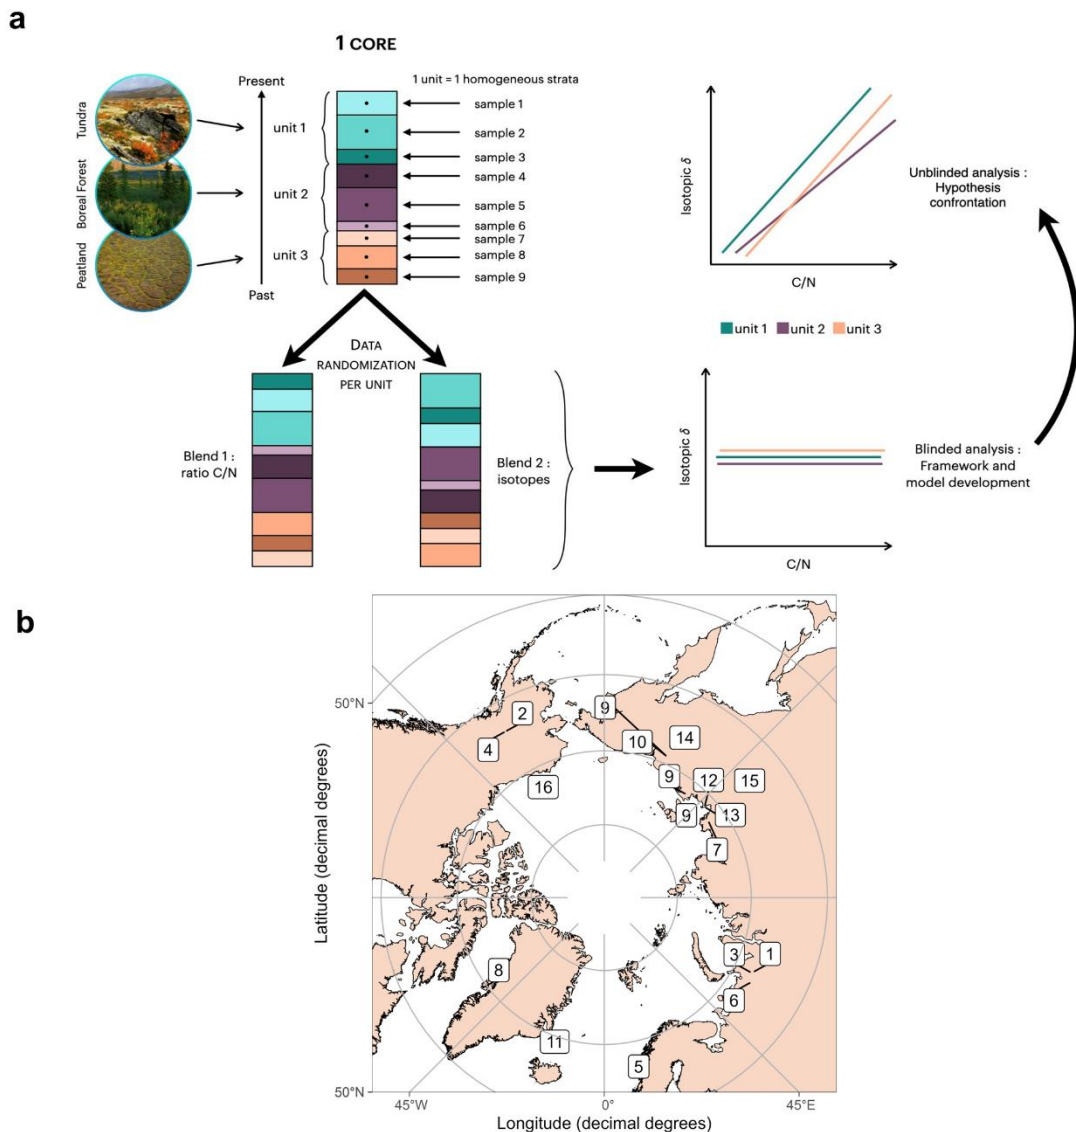 a
1 CORE
1 unit = 1 homogeneous strata
Present
Past
Tundra
Boreal Forest
Peatland
unit 1
unit 2
unit 3
sample 1
sample 2
sample 3
sample 4
sample 5
sample 6
sample 7
sample 8
sample 9
DATA
RANDOMIZATION
PER UNIT
Blend 1 :
ratio C/N
Blend 2 :
isotopes
Isotopic δ
C/N
Unblinded analysis :
Hypothesis
confrontation
unit 1 unit 2 unit 3
Isotopic δ
C/N
Blinded analysis :
Framework and
model development
b
Latitude (decimal degrees)
50°N
50°N
9
2
14
10
4
9
12
15
16
9
13
7
3
1
8
6
11
5
45°W
0°
45°E
Longitude (decimal degrees)